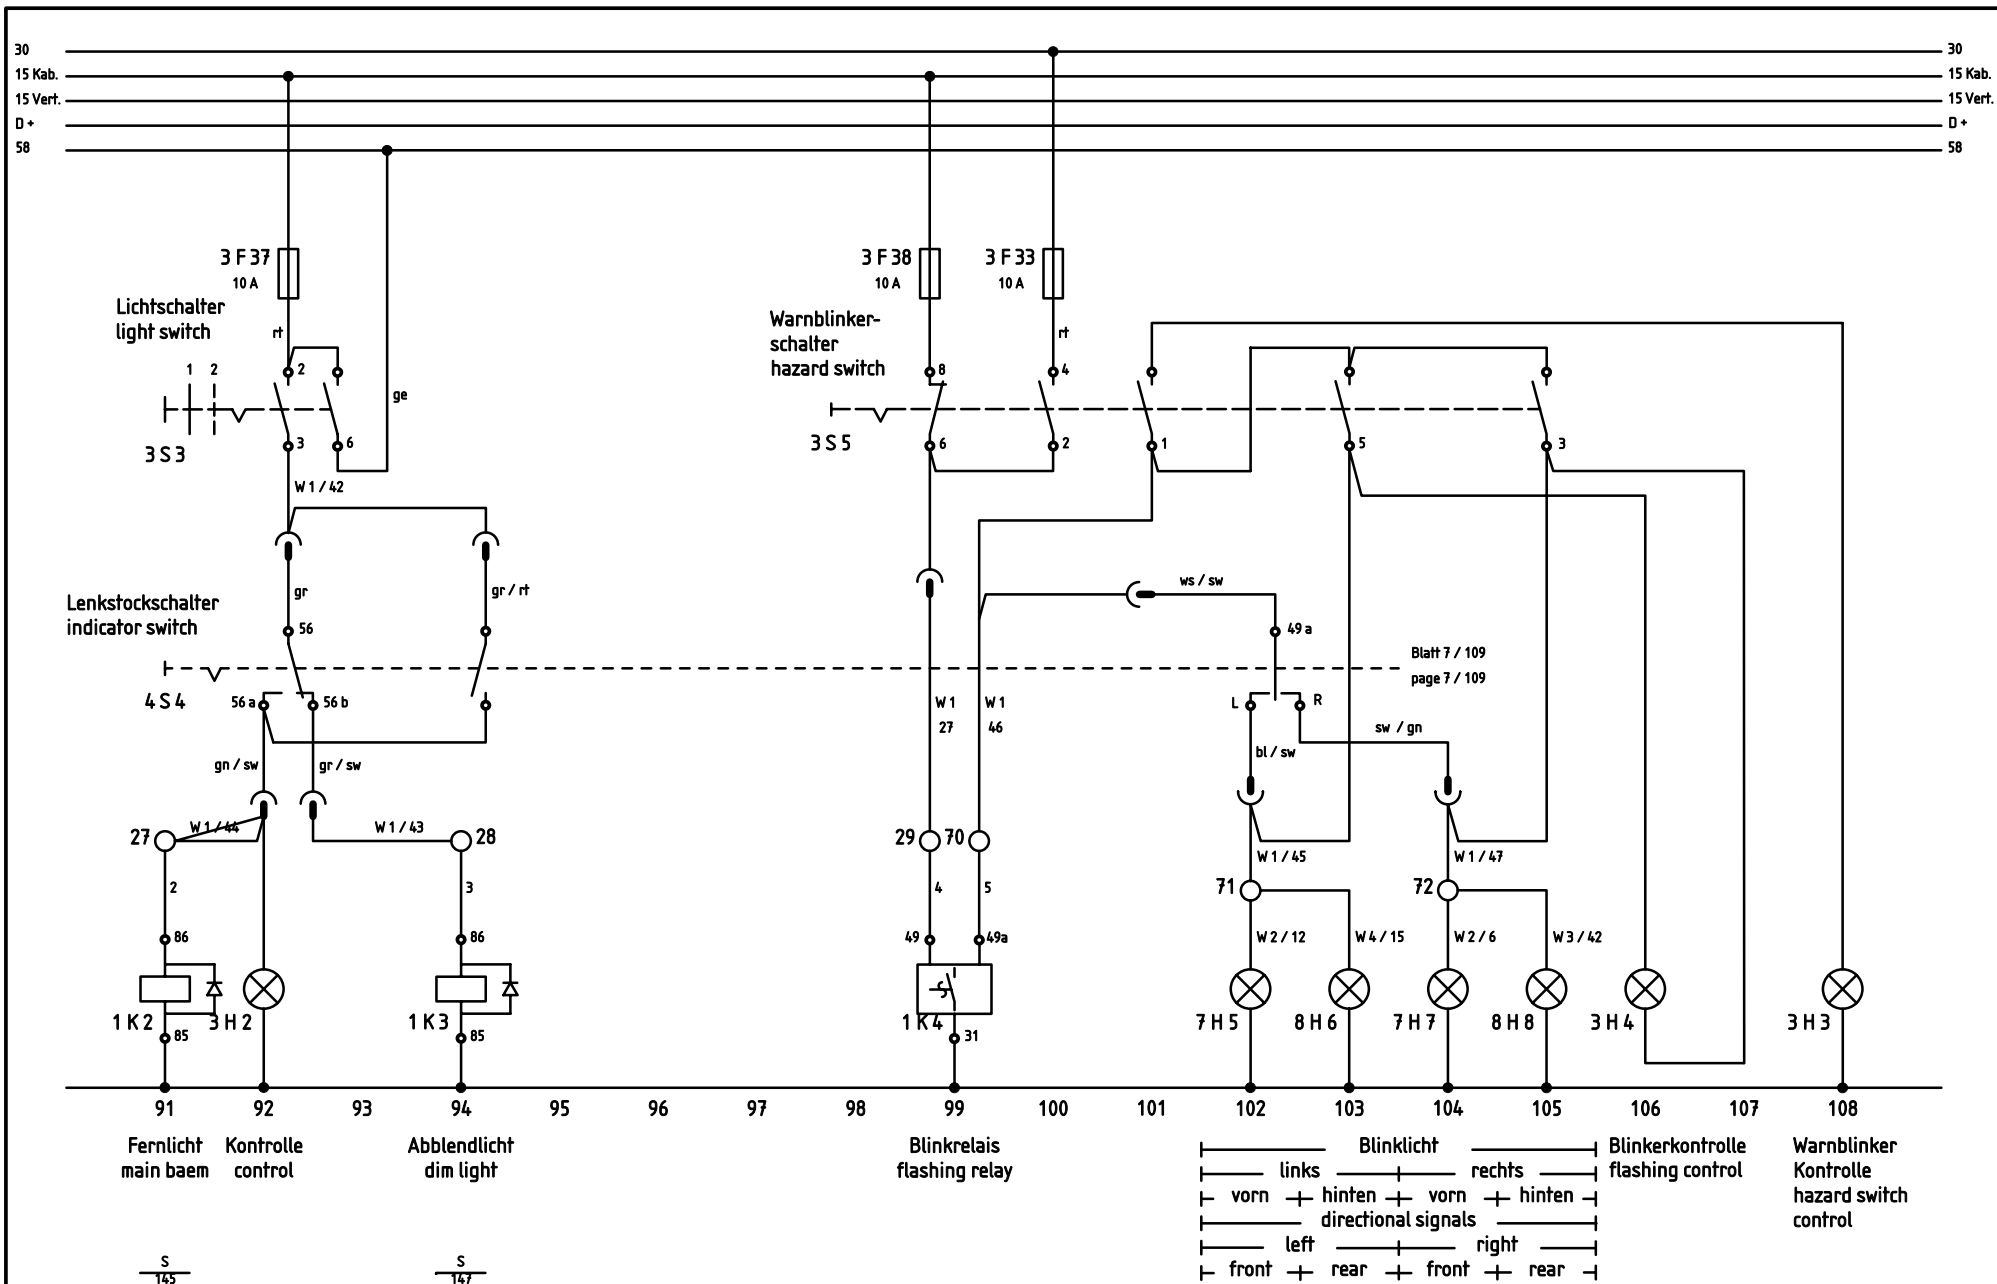 30 30
15 Kab. 15 Kab.
15 Vert. 15 Vert.
D + D +
58 58
3 F 37 3 F 38 3 F 33
10 A 10 A 10 A
Lichtschalter
light switch
rt
Warnblinker-
schalter
hazard switch
rt
1 2 2 8 4
ge
3 S 3
3 6
3 S 5
6 2 1 5 3
W 1 / 42
Lenkstockschalter
indicator switch
gr gr / rt ws / sw
56 49 a
Blatt 7 / 109
page 7 / 109
4 S 4
56 a 56 b
W 1 W 1
27 46
L R
sw / gn
bl / sw
gn / sw gr / sw
27 W 1 / 44 W 1 / 43 28 29 70
W 1 / 45 W 1 / 47
2 3 4 5 71 72
86 86 49 49a W 2 / 12 W 4 / 15 W 2 / 6 W 3 / 42
1 K 2 3 H 2 1 K 3 1 K 4 7 H 5 8 H 6 7 H 7 8 H 8 3 H 4 3 H 3
85 85 31
91 92 93 94 95 96 97 98 99 100 101 102 103 104 105 106 107 108
Fernlicht Kontrolle Abblendlicht Blinkrelais Blinklicht Blinkerkontrolle Warnblinker
main baem control dim light flashing relay links rechts flashing control Kontrolle
vorn hinten vorn hinten hazard switch
directional signals control
left right
S S
145 147
front rear front rear